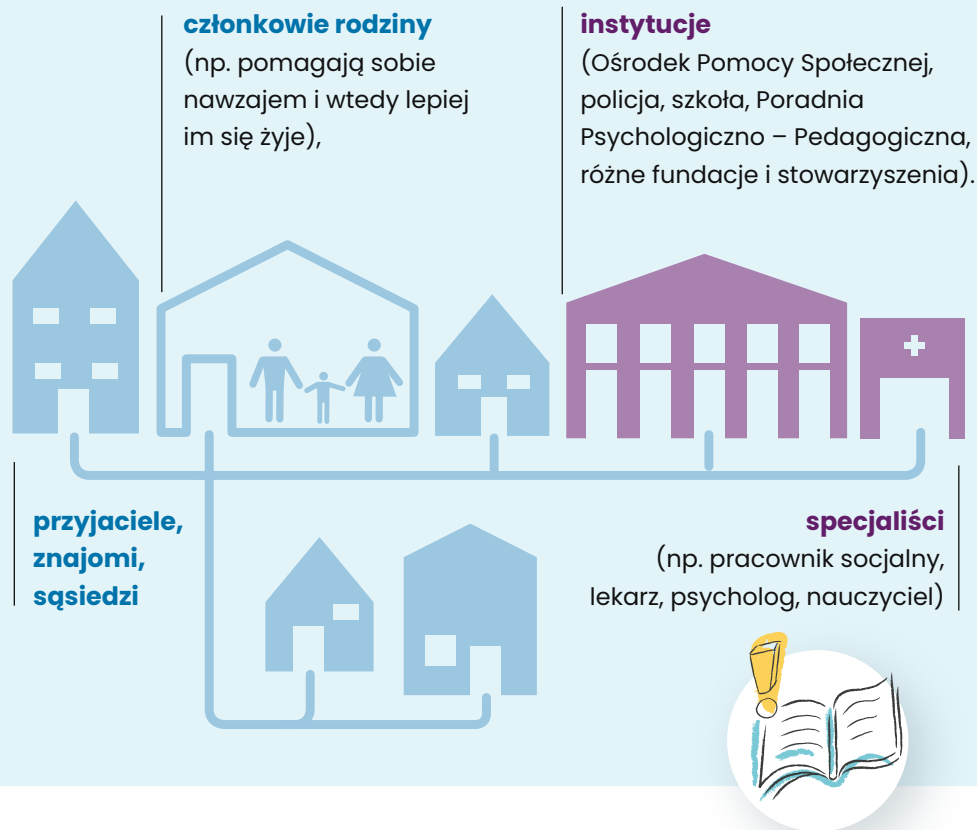 członkowie rodziny
(np. pomagają sobie
nawzajem i wtedy lepiej
im się żyje),
instytucje
(Ośrodek Pomocy Społecznej,
policja, szkoła, Poradnia
Psychologiczno – Pedagogiczna,
różne fundacje i stowarzyszenia).
przyjaciele,
znajomi,
sąsiedzi
specjaliści
(np. pracownik socjalny,
lekarz, psycholog, nauczyciel)